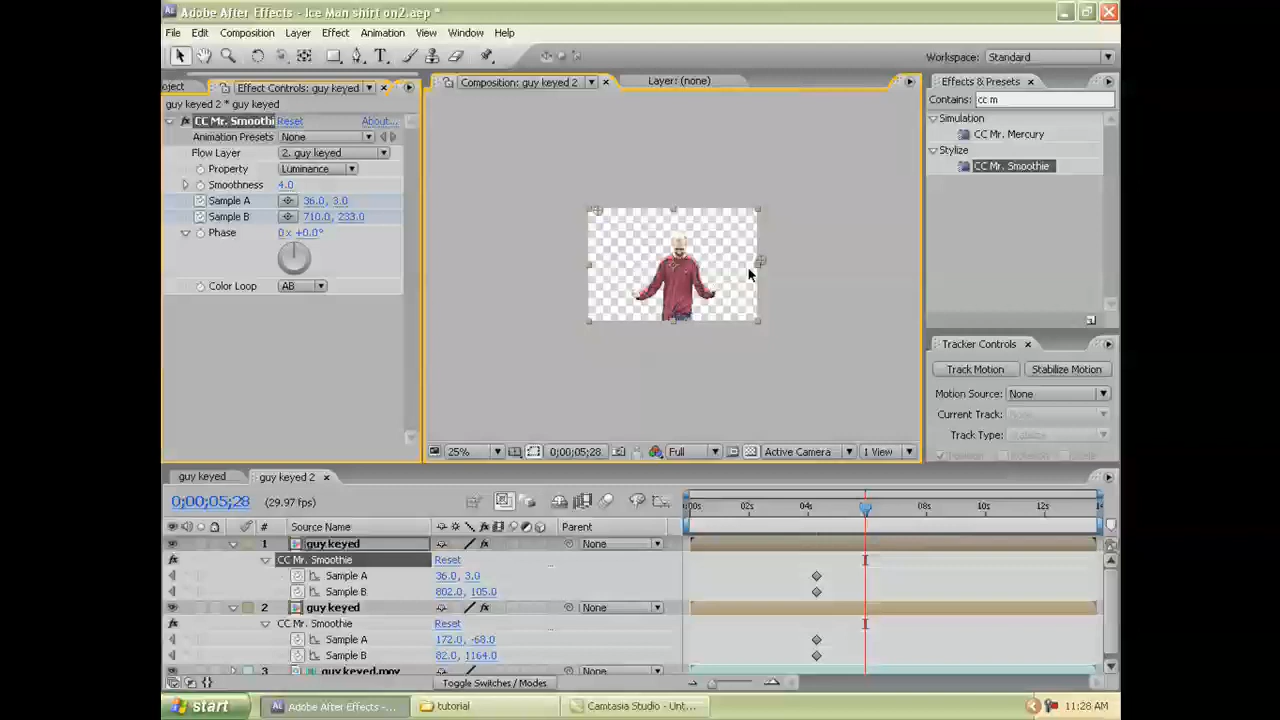 Adobe After Effects - Ice Man shirt on2.aep *
File Edit Composition Layer Effect Animation View Window Help
Workspace: Standard
oject Effect Controls: guy keyed
Composition: guy keyed 2
Layer: (none)
Effects & Presets
guy keyed 2 * guy keyed
Contains: cc m
CC Mr. Smoothi Reset About...
Animation Presets None
Flow Layer 2. guy keyed
Property Luminance
Smoothness 4.0
Sample A 36.0, 3.0
Sample B 710.0, 233.0
Phase 0 x +0.0°
Color Loop AB
Simulation
CC Mr. Mercury
Stylize
CC Mr. Smoothie
Tracker Controls
Track Motion Stabilize Motion
Motion Source: None
Current Track:
Track Type: Stabilize
25% 0;00;05;28 Full Active Camera 1 View
guy keyed guy keyed 2
0;00;05;28 (29.97 fps)
:00s 02s 04s 08s 10s 12s 14
# Source Name Parent
1 guy keyed None
CC Mr. Smoothie Reset
Sample A 36.0, 3.0
Sample B 802.0, 105.0
2 guy keyed None
CC Mr. Smoothie Reset
Sample A 172.0, -68.0
Sample B 82.0, 1164.0
3 guy keyed.mov None
Toggle Switches / Modes
start Adobe After Effects -... tutorial Camtasia Studio - Unt... 11:28 AM